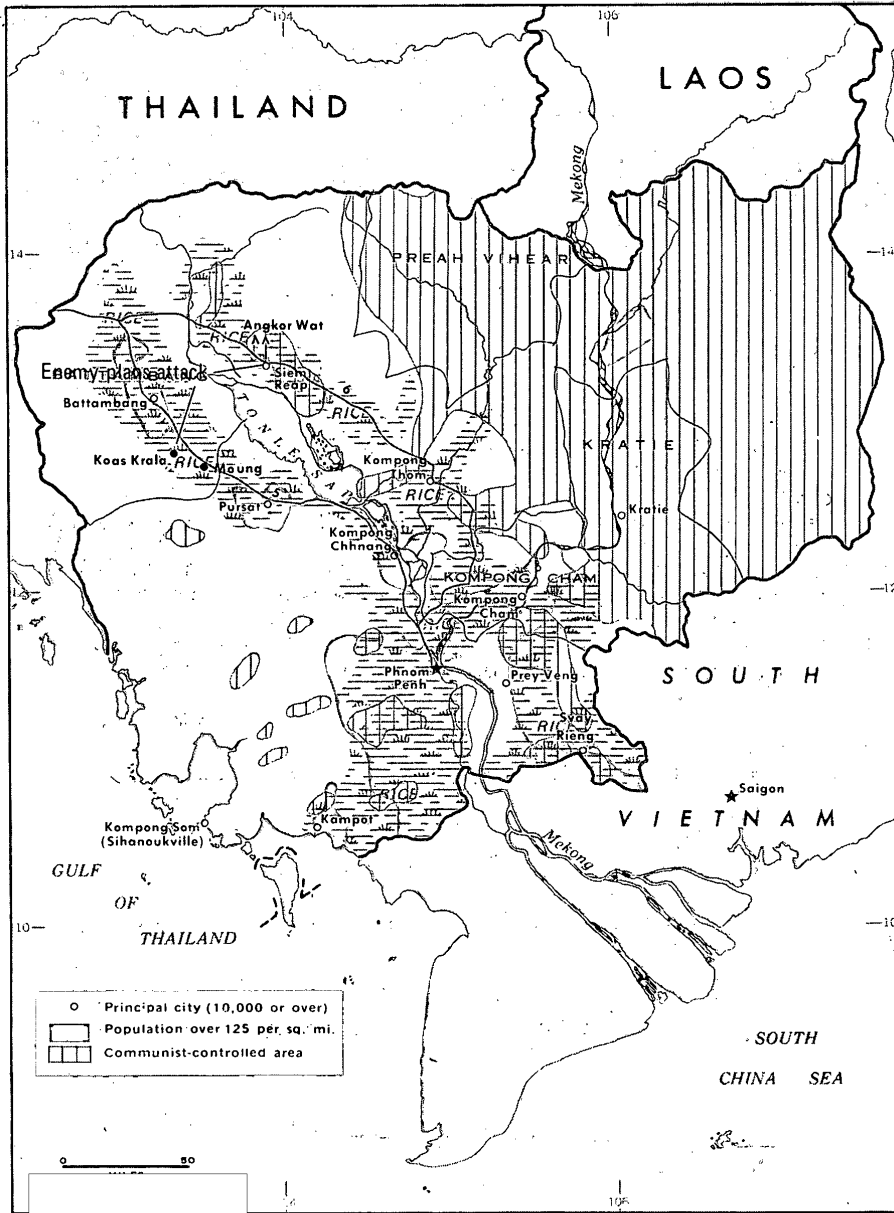 104
106
THAILAND
LAOS
Mekong
14
14
PREAH VIHEAR
RICE
RICE
Angkor Wat
Enemy plans attack
Siem
Reap
Battambang
RICE
TONLE SAP
KRATIE
Koas Krala
RICE
Moung
Kompong
Thom
RICE
Pursat
Kratie
Kompong
Chhnang
KOMPONG CHAM
12
12
Kompong
Cham
SOUTH
Phnom
Penh
Prey Veng
Svay
Rieng
RICE
Saigon
VIETNAM
Kompong Som
(Sihanoukville)
Kampot
Mekong
GULF
OF
THAILAND
10
10
Principal city (10,000 or over)
Population over 125 per sq. mi.
Communist-controlled area
SOUTH
CHINA SEA
0 50
106